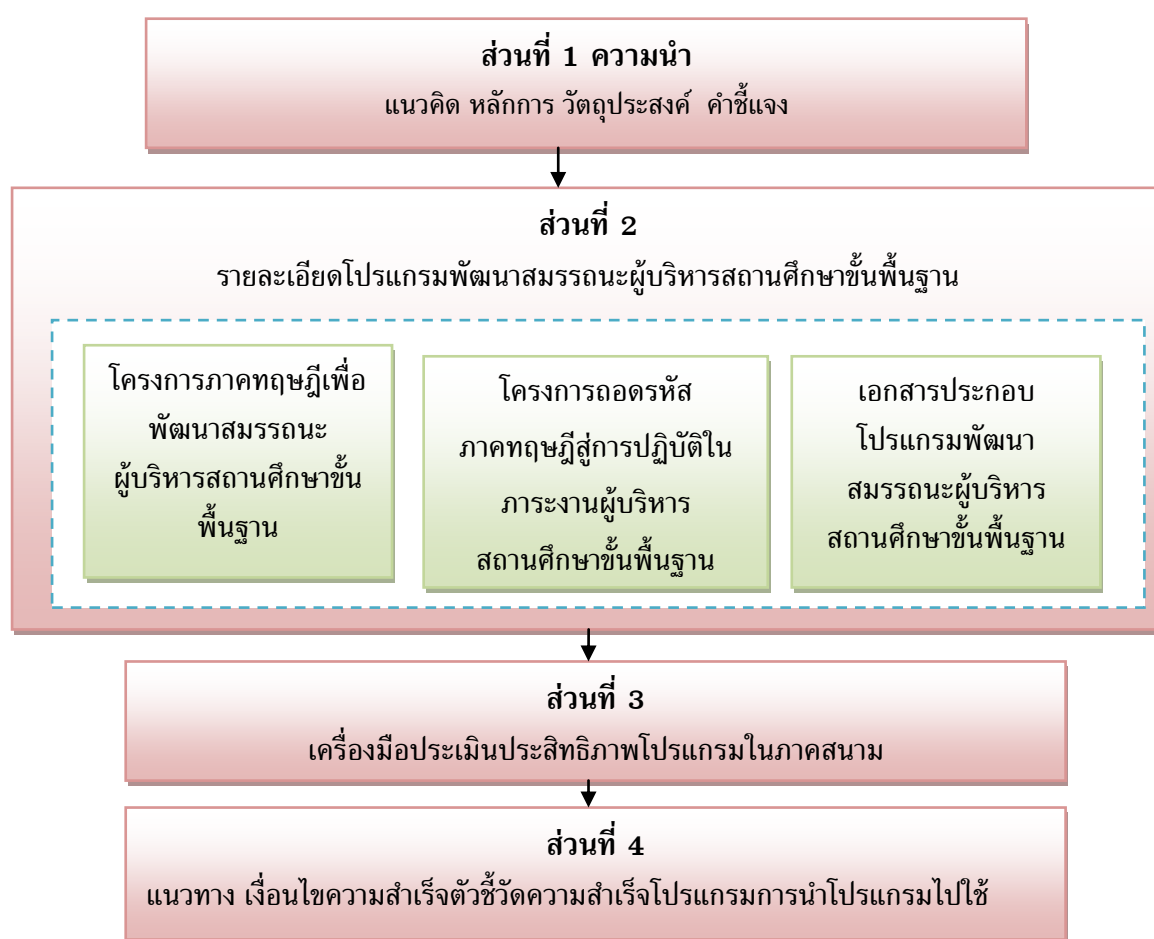 ส่วนที่ 1 ความนำ
แนวคิด หลักการ วัตถุประสงค์ คำชี้แจง
ส่วนที่ 2
รายละเอียดโปรแกรมพัฒนาสมรรถนะผู้บริหารสถานศึกษาขั้นพื้นฐาน
โครงการภาคทฤษฎีเพื่อ
พัฒนาสมรรถนะ
ผู้บริหารสถานศึกษาขั้น
พื้นฐาน
โครงการถอดรหัส
ภาคทฤษฎีสู่การปฏิบัติใน
ภาระงานผู้บริหาร
สถานศึกษาขั้นพื้นฐาน
เอกสารประกอบ
โปรแกรมพัฒนา
สมรรถนะผู้บริหาร
สถานศึกษาขั้นพื้นฐาน
ส่วนที่ 3
เครื่องมือประเมินประสิทธิภาพโปรแกรมในภาคสนาม
ส่วนที่ 4
แนวทาง เงื่อนไขความสำเร็จตัวชี้วัดความสำเร็จโปรแกรมการนำโปรแกรมไปใช้